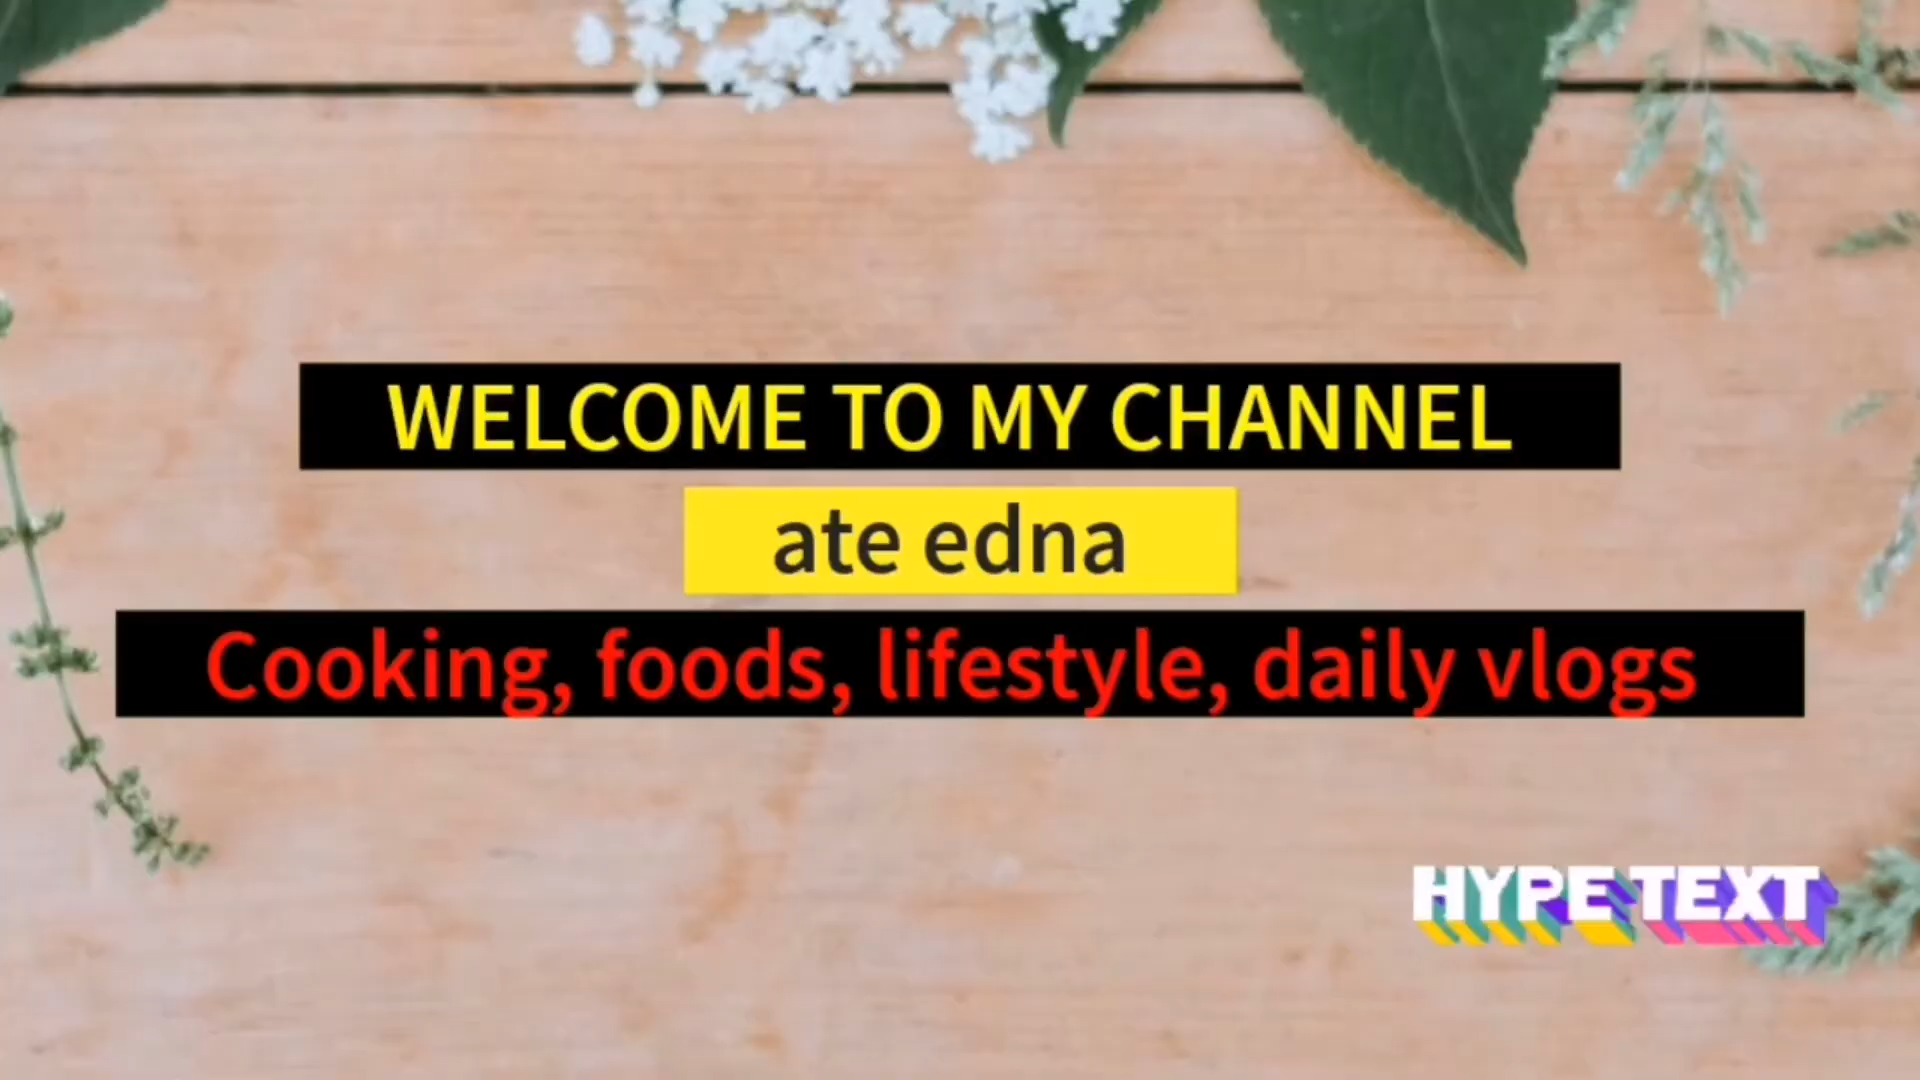 WELCOME TO MY CHANNEL
ate edna
Cooking, foods, lifestyle, daily vlogs
HYPE TEXT